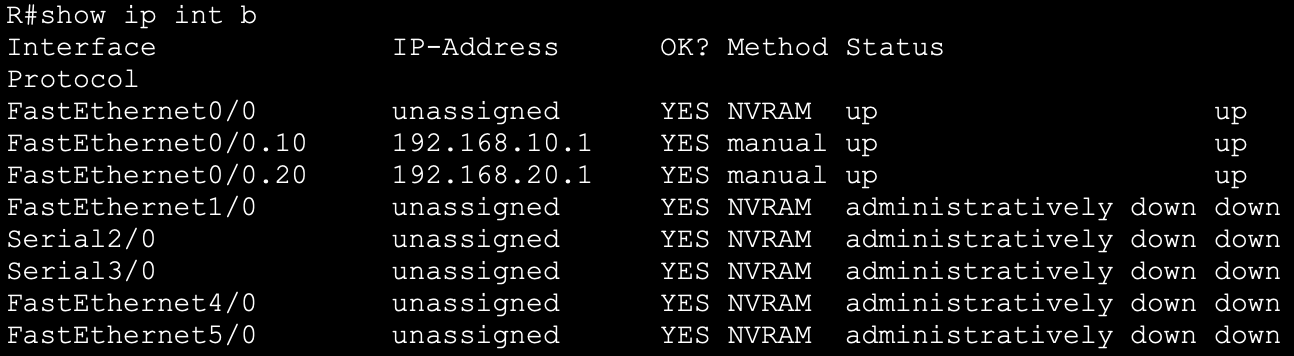 R#show ip int b
Interface              IP-Address      OK? Method Status
Protocol
FastEthernet0/0        unassigned      YES NVRAM  up                    up
FastEthernet0/0.10     192.168.10.1    YES manual up                    up
FastEthernet0/0.20     192.168.20.1    YES manual up                    up
FastEthernet1/0        unassigned      YES NVRAM  administratively down down
Serial2/0              unassigned      YES NVRAM  administratively down down
Serial3/0              unassigned      YES NVRAM  administratively down down
FastEthernet4/0        unassigned      YES NVRAM  administratively down down
FastEthernet5/0        unassigned      YES NVRAM  administratively down down